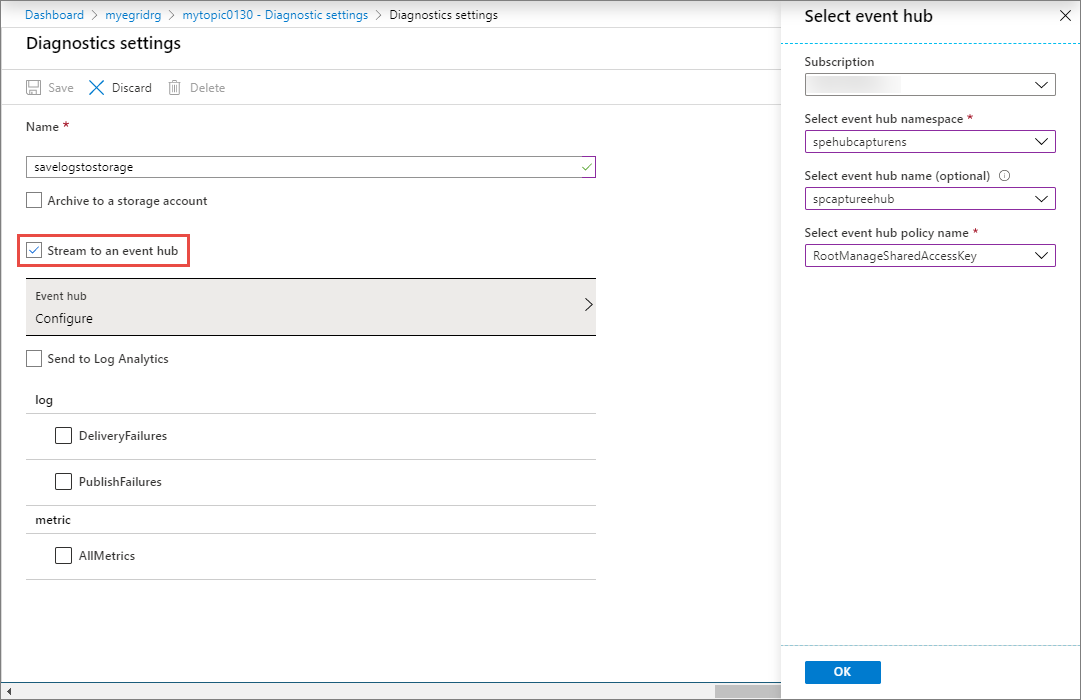 Dashboard > myegridrg > mytopic0130 - Diagnostic settings > Diagnostics settings
Diagnostics settings
Save Discard Delete
Name *
savelogstostorage
Archive to a storage account
Stream to an event hub
Event hub
Configure
Send to Log Analytics
log
DeliveryFailures
PublishFailures
metric
AllMetrics
Select event hub
Subscription
Select event hub namespace *
spehubcapturens
Select event hub name (optional)
spcaptureehub
Select event hub policy name *
RootManageSharedAccessKey
OK